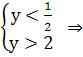 {y < 1/2
y > 2 ⇒